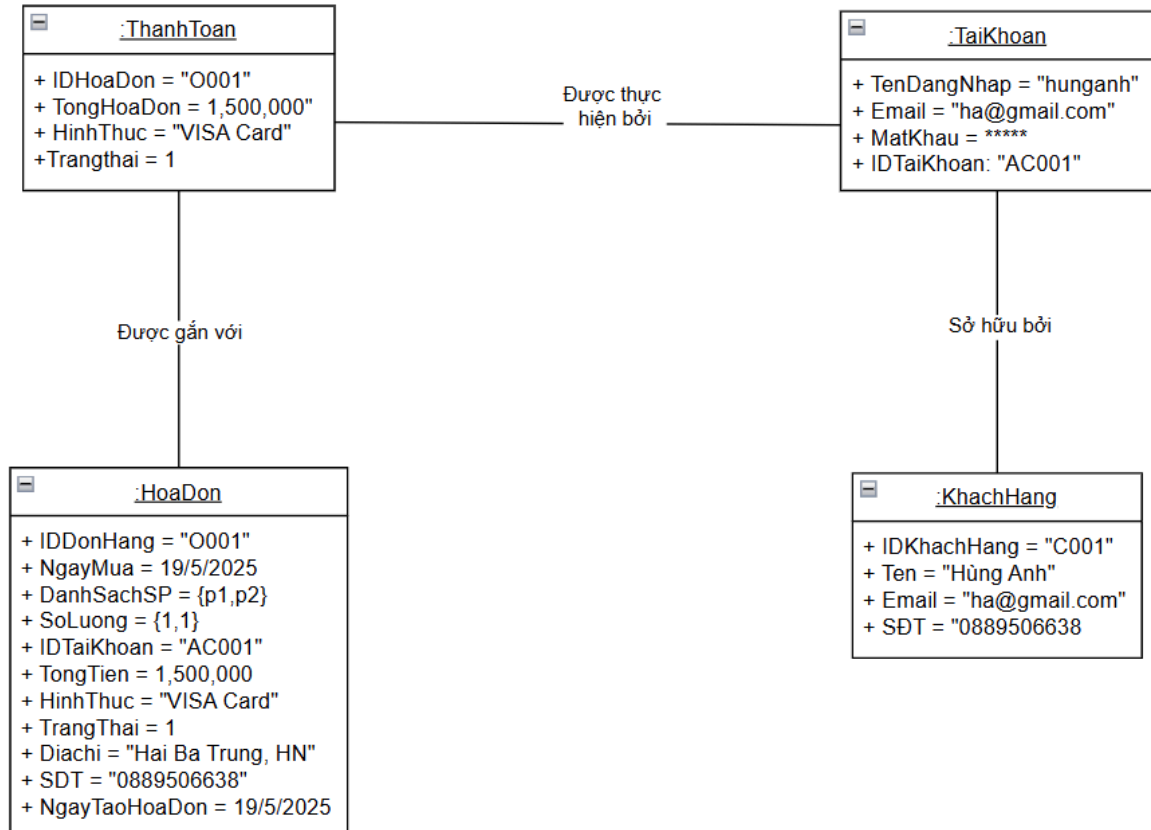 :ThanhToan
+ IDHoaDon = "O001"
+ TongHoaDon = 1,500,000"
+ HinhThuc = "VISA Card"
+Trangthai = 1
Được thực
hiện bởi
:TaiKhoan
+ TenDangNhap = "hunganh"
+ Email = "ha@gmail.com"
+ MatKhau = *****
+ IDTaiKhoan: "AC001"
Được gắn với
Sở hữu bởi
:HoaDon
+ IDDonHang = "O001"
+ NgayMua = 19/5/2025
+ DanhSachSP = {p1,p2}
+ SoLuong = {1,1}
+ IDTaiKhoan = "AC001"
+ TongTien = 1,500,000
+ HinhThuc = "VISA Card"
+ TrangThai = 1
+ Diachi = "Hai Ba Trung, HN"
+ SDT = "0889506638"
+ NgayTaoHoaDon = 19/5/2025
:KhachHang
+ IDKhachHang = "C001"
+ Ten = "Hùng Anh"
+ Email = "ha@gmail.com"
+ SĐT = "0889506638